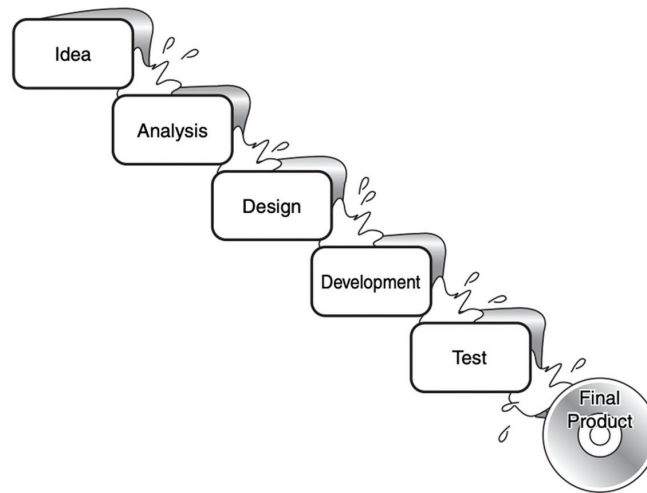 Idea
Analysis
Design
Development
Test
Final
Product